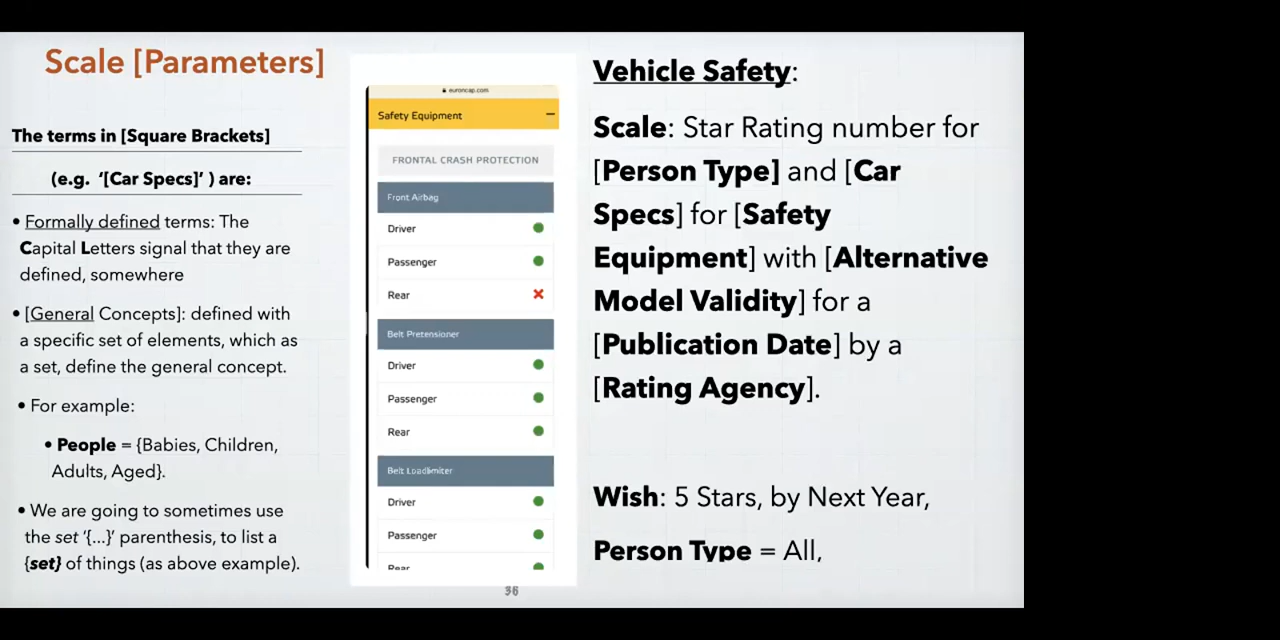 Scale [Parameters]
The terms in [Square Brackets]
(e.g. '[Car Specs]' ) are:
• Formally defined terms: The
Capital Letters signal that they are
defined, somewhere
• [General Concepts]: defined with
a specific set of elements, which as
a set, define the general concept.
• For example:
• People = {Babies, Children,
Adults, Aged}.
• We are going to sometimes use
the set '{...}' parenthesis, to list a
{set} of things (as above example).
euroncap.com
Safety Equipment
FRONTAL CRASH PROTECTION
Front Airbag
Driver
Passenger
Rear
Belt Pretensioner
Driver
Passenger
Rear
Belt Loadlimiter
Driver
Passenger
Rear
Vehicle Safety:
Scale: Star Rating number for
[Person Type] and [Car
Specs] for [Safety
Equipment] with [Alternative
Model Validity] for a
[Publication Date] by a
[Rating Agency].
Wish: 5 Stars, by Next Year,
Person Type = All,
36